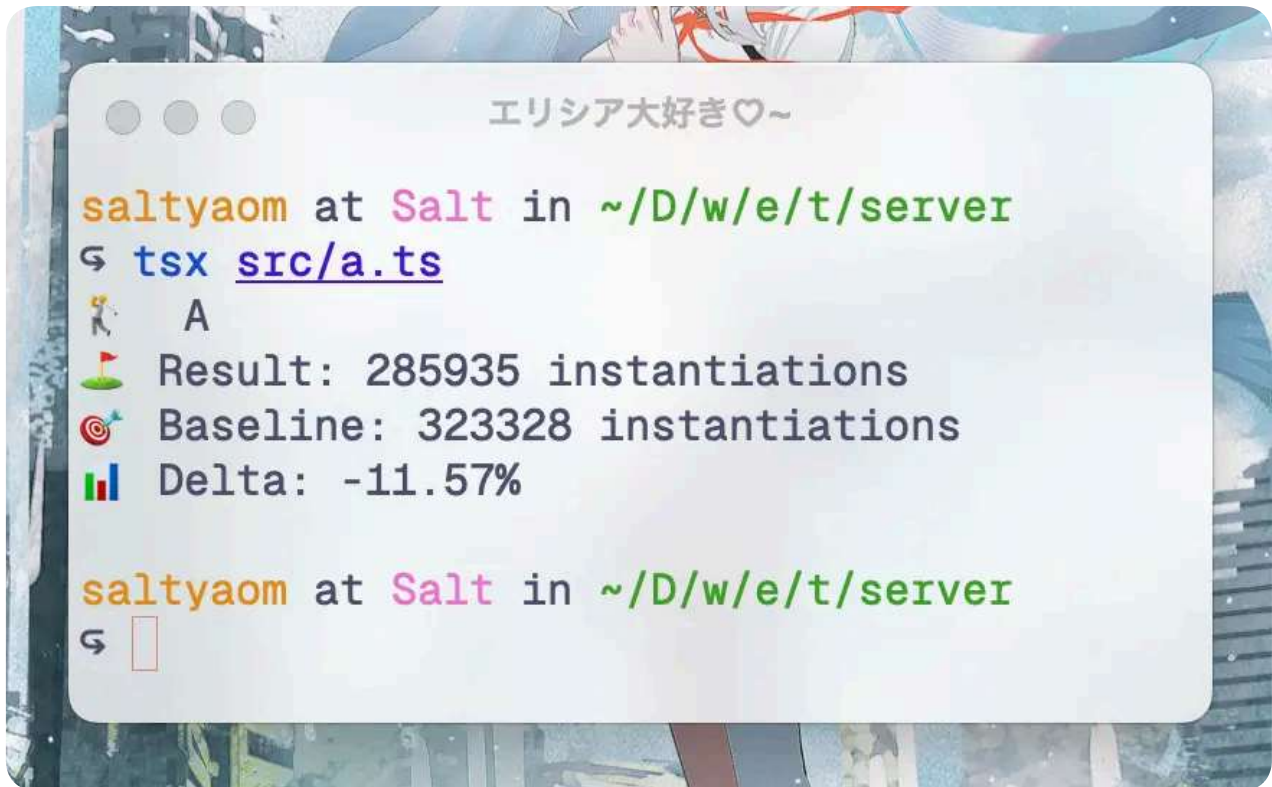 エリシア大好き♡~
saltyaom at Salt in ~/D/w/e/t/server
↪ tsx src/a.ts
🏌️ A
⛳ Result: 285935 instantiations
🎯 Baseline: 323328 instantiations
📊 Delta: -11.57%
saltyaom at Salt in ~/D/w/e/t/server
↪